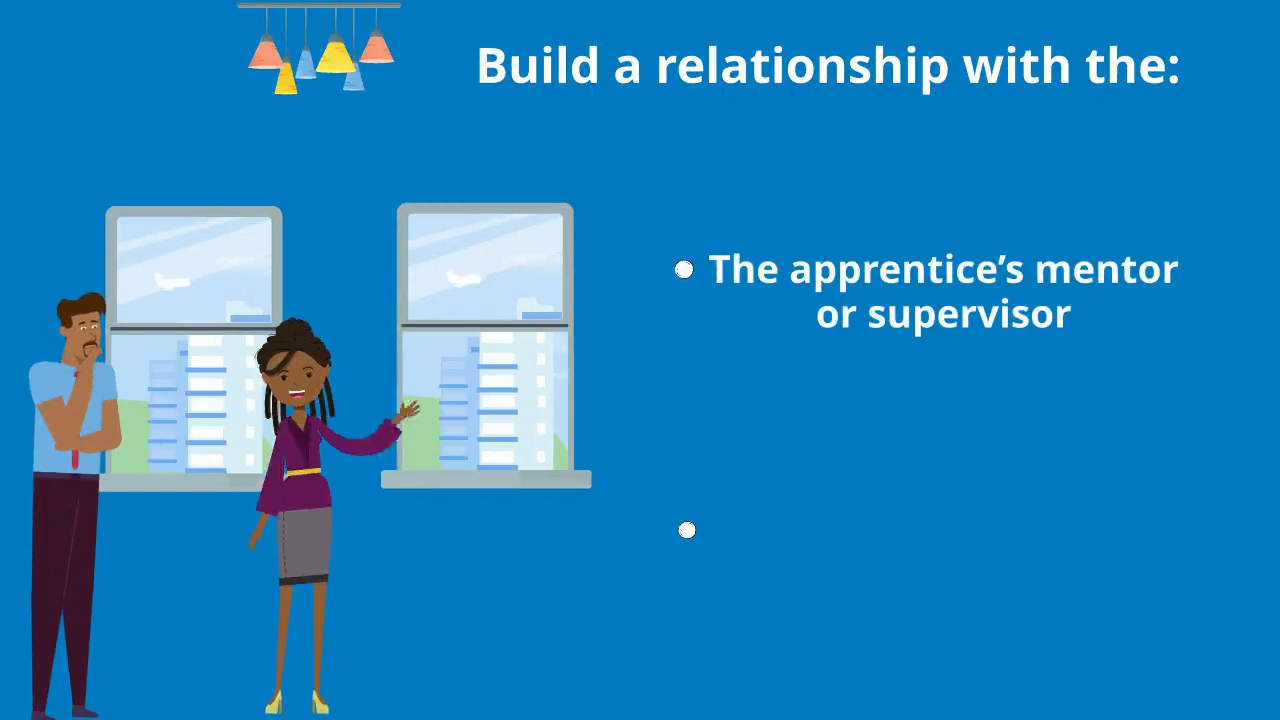 Build a relationship with the:
The apprentice’s mentor
or supervisor